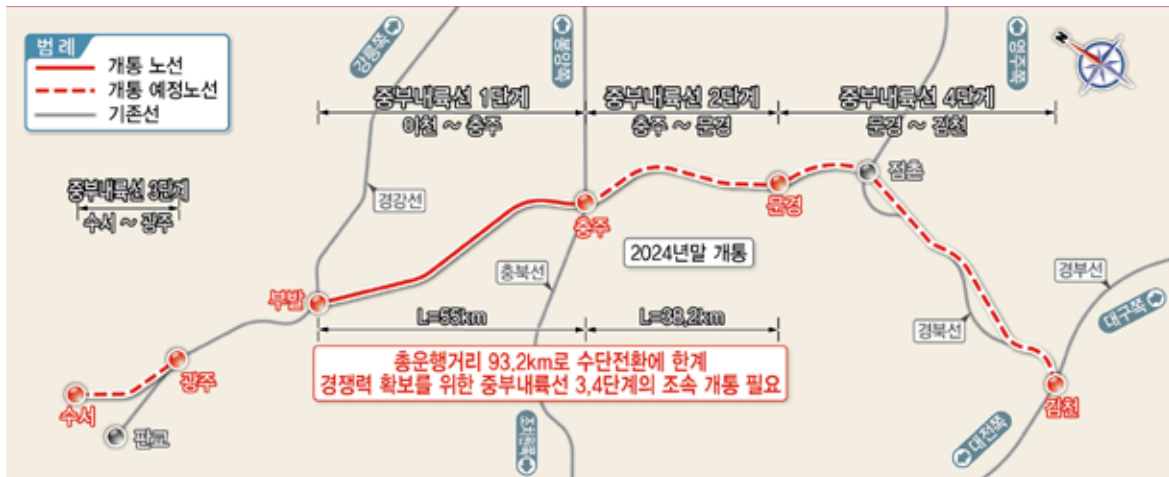 범 례
개통 노선
개통 예정노선
기존선
강릉쪽
봉양쪽
영주쪽
N
중부내륙선 1단계
이천 ~ 충주
중부내륙선 2단계
충주 ~ 문경
중부내륙선 4단계
문경 ~ 김천
중부내륙선 3단계
수서 ~ 광주
경강선
점촌
문경
충주
2024년말 개통
충북선
경부선
대구쪽
부발
L=55km
L=38.2km
경북선
총운행거리 93.2km로 수단전환에 한계
경쟁력 확보를 위한 중부내륙선 3,4단계의 조속 개통 필요
광주
수서
판교
김천
조치원쪽
대전쪽